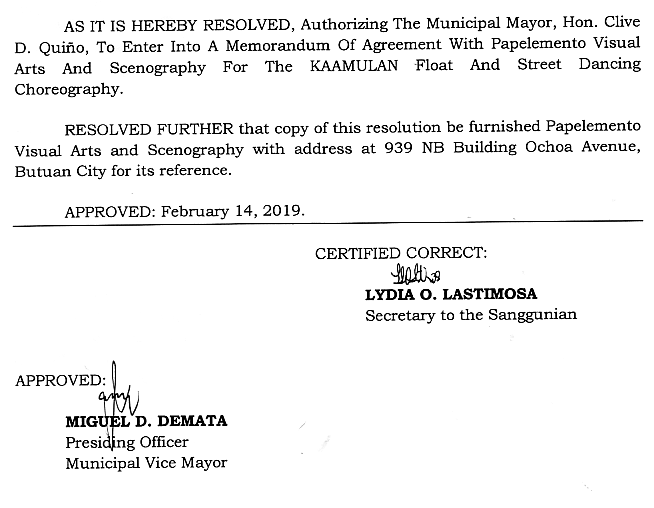 AS IT IS HEREBY RESOLVED, Authorizing The Municipal Mayor, Hon. Clive
D. Quiño, To Enter Into A Memorandum Of Agreement With Papelemento Visual
Arts And Scenography For The KAAMULAN Float And Street Dancing
Choreography.
RESOLVED FURTHER that copy of this resolution be furnished Papelemento
Visual Arts and Scenography with address at 939 NB Building Ochoa Avenue,
Butuan City for its reference.
APPROVED: February 14, 2019.
CERTIFIED CORRECT:
LYDIA O. LASTIMOSA
Secretary to the Sanggunian
APPROVED:
MIGUEL D. DEMATA
Presiding Officer
Municipal Vice Mayor